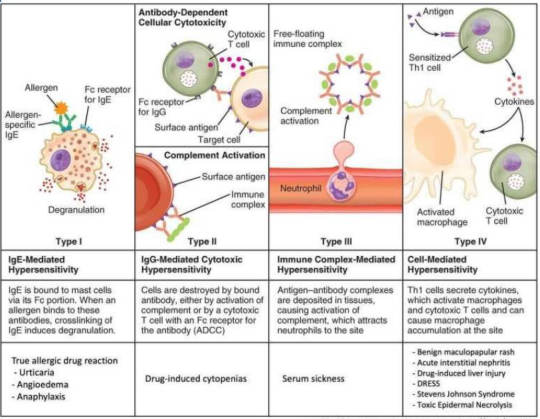 Allergen
Fc receptor
for IgE
Allergen-
specific
IgE
Degranulation
Type I
Antibody-Dependent
Cellular Cytotoxicity
Cytotoxic
T cell
Fc receptor
for IgG
Surface antigen
Target cell
Complement Activation
Surface antigen
Immune
complex
Type II
Free-floating
immune complex
Complement
activation
Neutrophil
Type III
Antigen
Sensitized
Th1 cell
Cytokines
Activated
macrophage
Cytotoxic
T cell
Type IV
IgE-Mediated
Hypersensitivity
IgG-Mediated Cytotoxic
Hypersensitivity
Immune Complex-Mediated
Hypersensitivity
Cell-Mediated
Hypersensitivity
IgE is bound to mast cells
via its Fc portion. When an
allergen binds to these
antibodies, crosslinking of
IgE induces degranulation.
Cells are destroyed by bound
antibody, either by activation of
complement or by a cytotoxic
T cell with an Fc receptor for
the antibody (ADCC)
Antigen–antibody complexes
are deposited in tissues,
causing activation of
complement, which attracts
neutrophils to the site
Th1 cells secrete cytokines,
which activate macrophages
and cytotoxic T cells and can
cause macrophage
accumulation at the site
True allergic drug reaction
- Urticaria
- Angioedema
- Anaphylaxis
Drug-induced cytopenias
Serum sickness
- Benign maculopapular rash
- Acute interstitial nephritis
- Drug-induced liver injury
- DRESS
- Stevens Johnson Syndrome
- Toxic Epidermal Necrolysis